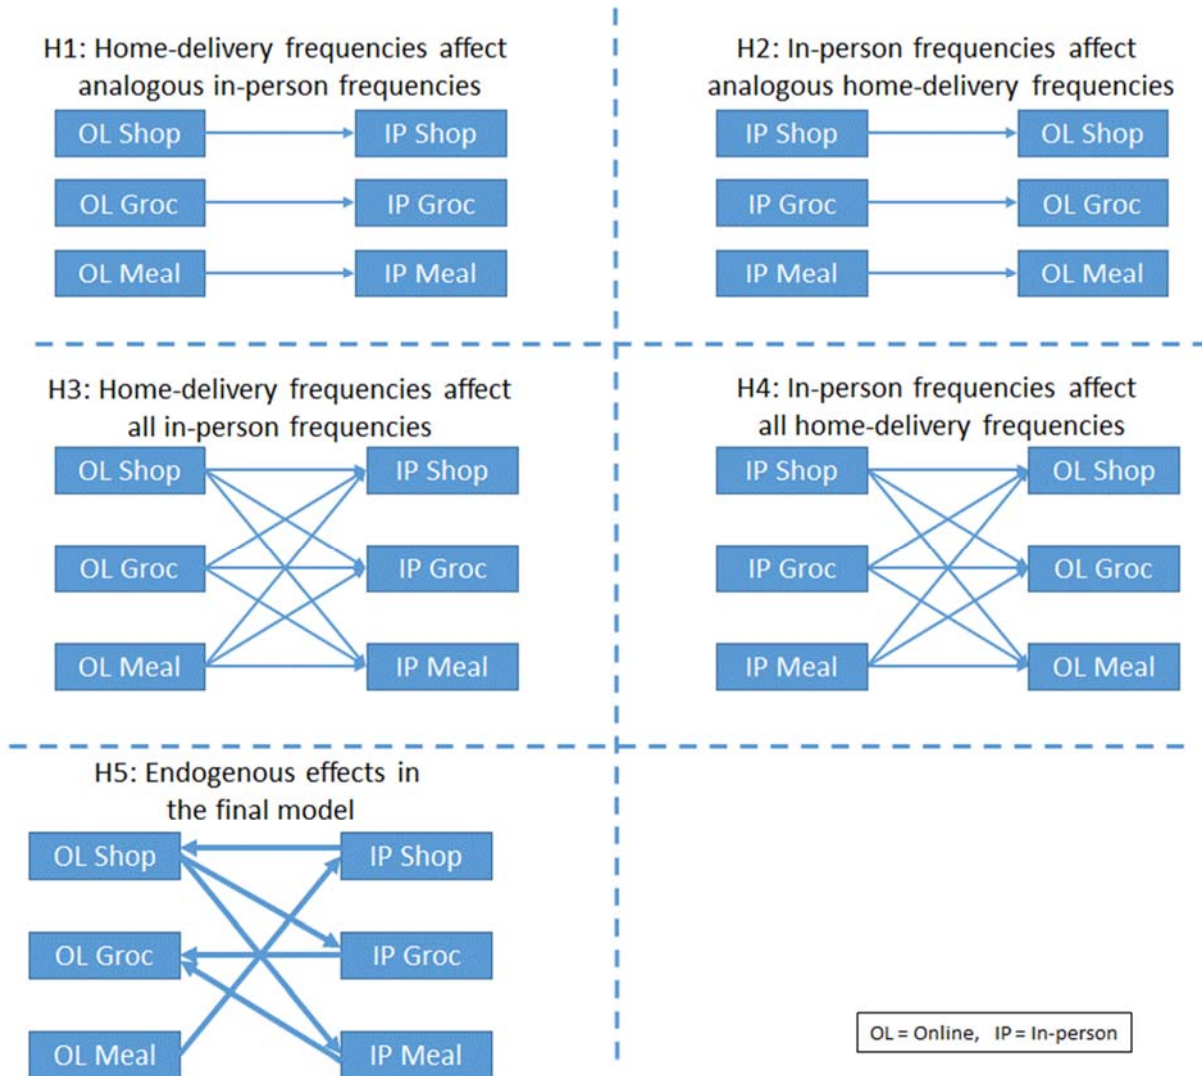 H1: Home-delivery frequencies affect
analogous in-person frequencies
OL Shop IP Shop
OL Groc IP Groc
OL Meal IP Meal
H2: In-person frequencies affect
analogous home-delivery frequencies
IP Shop OL Shop
IP Groc OL Groc
IP Meal OL Meal
H3: Home-delivery frequencies affect
all in-person frequencies
OL Shop IP Shop
OL Groc IP Groc
OL Meal IP Meal
H4: In-person frequencies affect
all home-delivery frequencies
IP Shop OL Shop
IP Groc OL Groc
IP Meal OL Meal
H5: Endogenous effects in
the final model
OL Shop IP Shop
OL Groc IP Groc
OL Meal IP Meal
OL = Online, IP = In-person